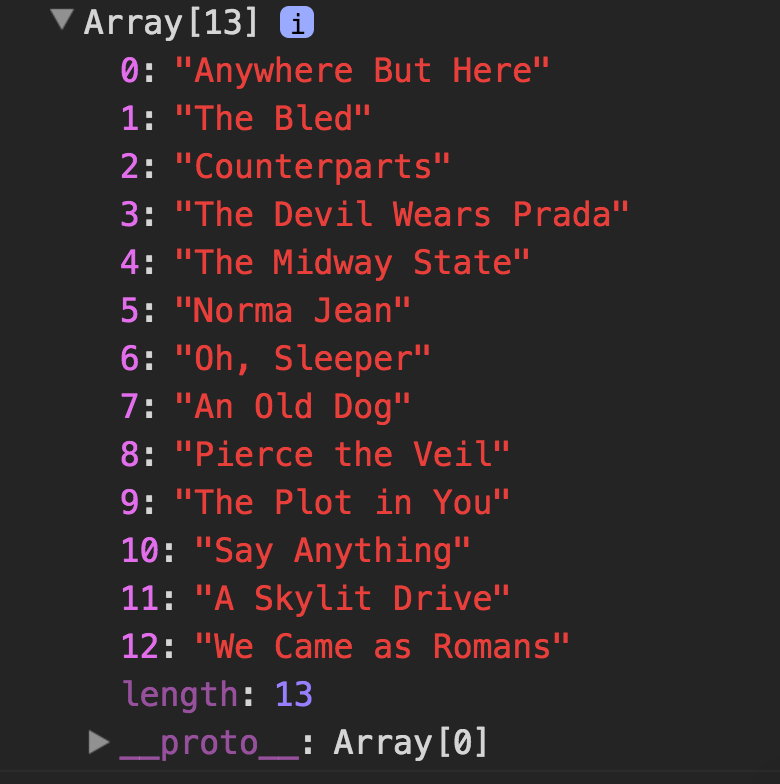 ▼ Array[13] i
0: "Anywhere But Here"
1: "The Bled"
2: "Counterparts"
3: "The Devil Wears Prada"
4: "The Midway State"
5: "Norma Jean"
6: "Oh, Sleeper"
7: "An Old Dog"
8: "Pierce the Veil"
9: "The Plot in You"
10: "Say Anything"
11: "A Skylit Drive"
12: "We Came as Romans"
length: 13
▶ __proto__: Array[0]